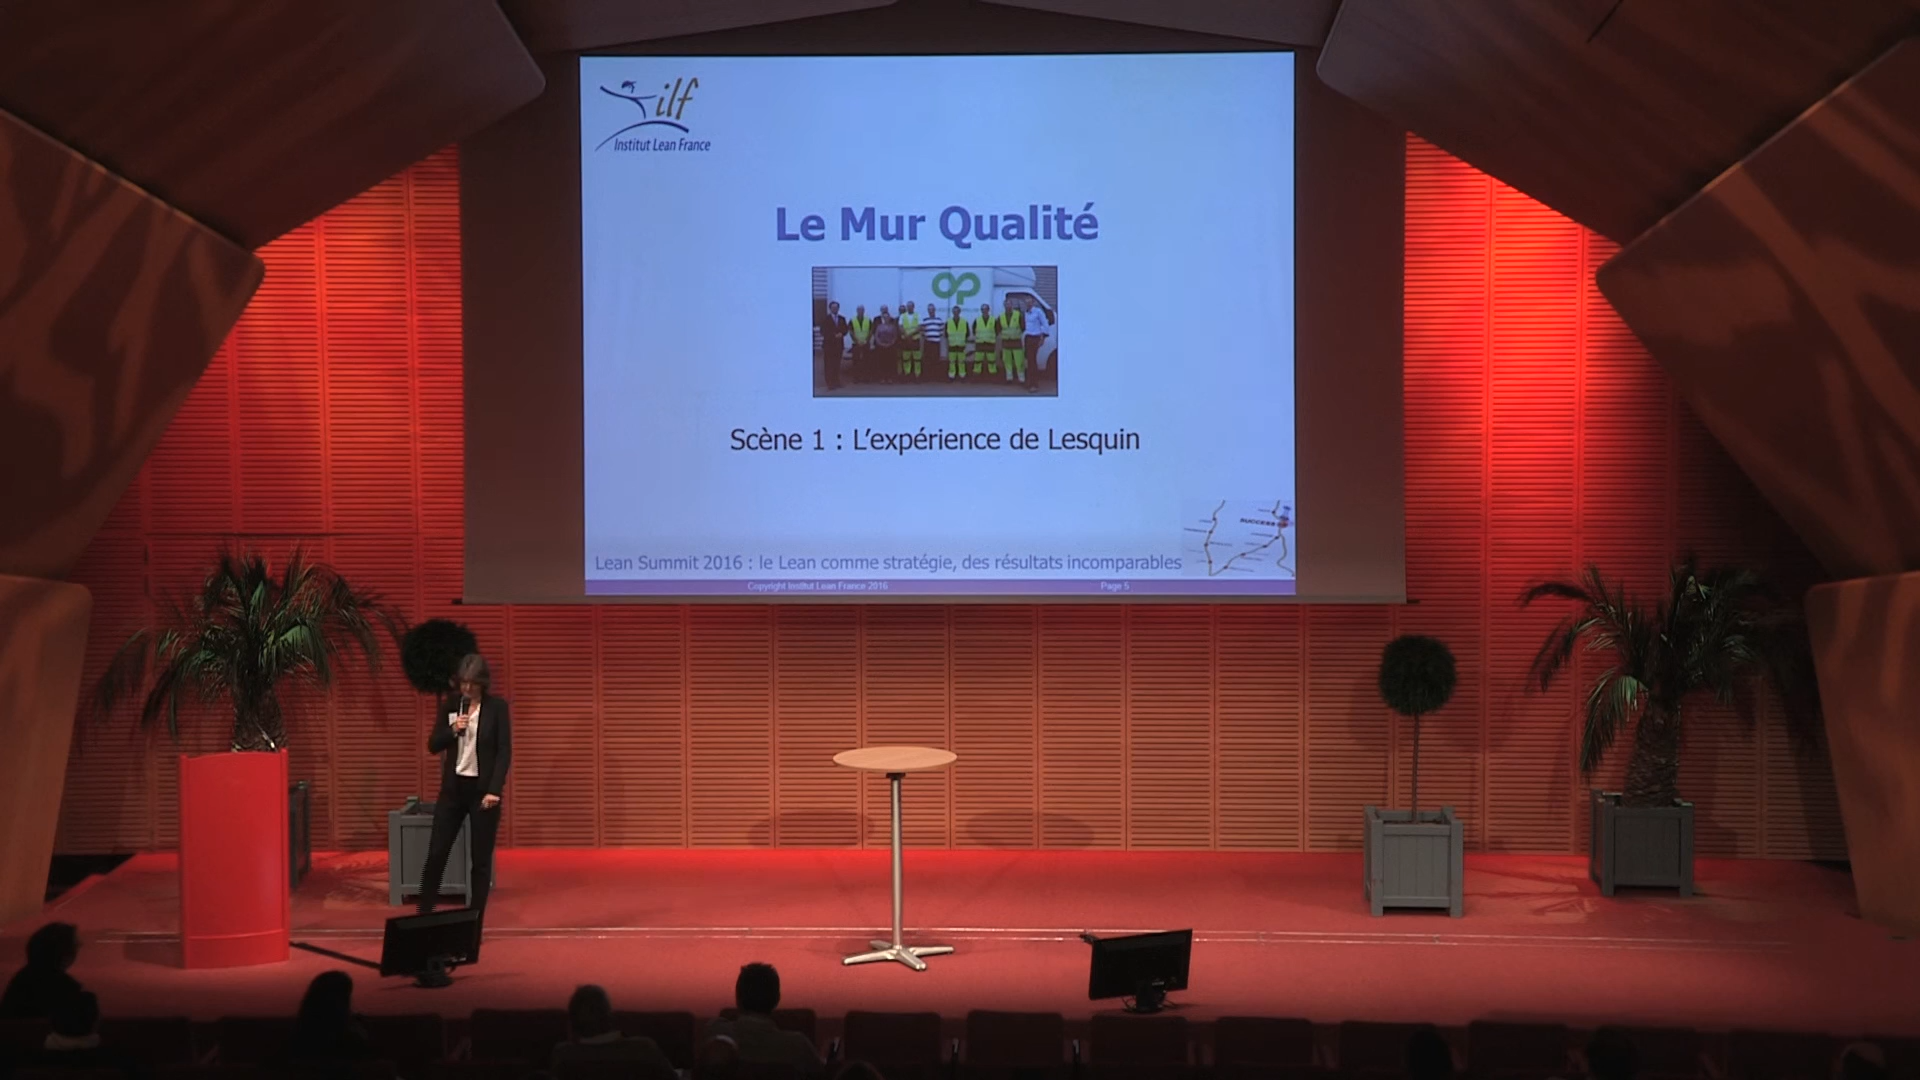 ilf
Institut Lean France
Le Mur Qualité
Scène 1 : L'expérience de Lesquin
SUCCESS
Lean Summit 2016 : le Lean comme stratégie, des résultats incomparables
Copyright Institut Lean France 2016
Page 5